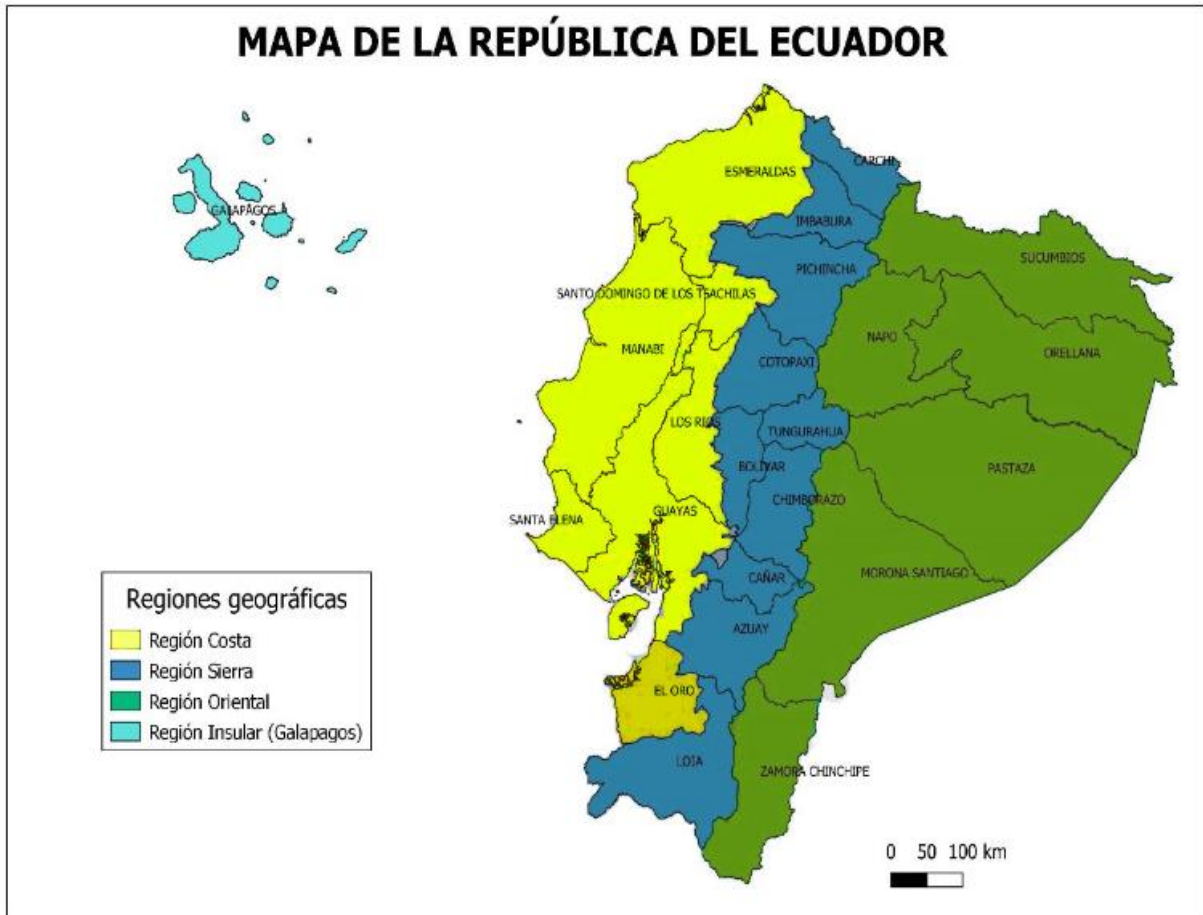 MAPA DE LA REPÚBLICA DEL ECUADOR
ESMERALDAS
CARCHI
IMBABURA
GALAPAGOS
PICHINCHA
SUCUMBIOS
SANTO DOMINGO DE LOS TSACHILAS
MANABI
NAPO
ORELLANA
COTOPAXI
LOS RIOS
TUNGURAHUA
BOLIVAR
PASTAZA
CHIMBORAZO
SANTA ELENA
GUAYAS
CAÑAR
MORONA SANTIAGO
AZUAY
EL ORO
LOJA
ZAMORA CHINCHIPE
Regiones geográficas
Región Costa
Región Sierra
Región Oriental
Región Insular (Galapagos)
0 50 100 km